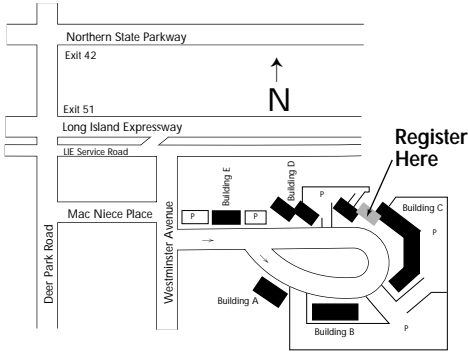 Northern State Parkway
Exit 42
N
Exit 51
Long Island Expressway
LIE Service Road
Register
Here
Building E
Building D
P
Building C
P
P
Mac Niece Place
P
Deer Park Road
Westminster Avenue
Building A
Building B
P